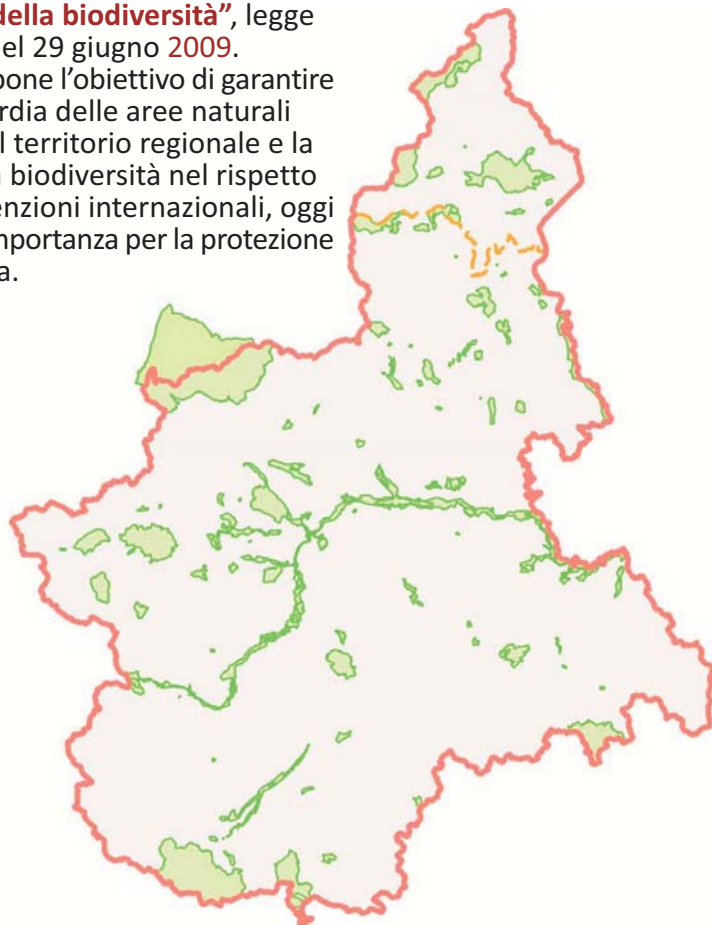 della biodiversità”, legge
el 29 giugno 2009.
pone l’obiettivo di garantire
rdia delle aree naturali
l territorio regionale e la
biodiversità nel rispetto
enzioni internazionali, oggi
mportanza per la protezione
a.